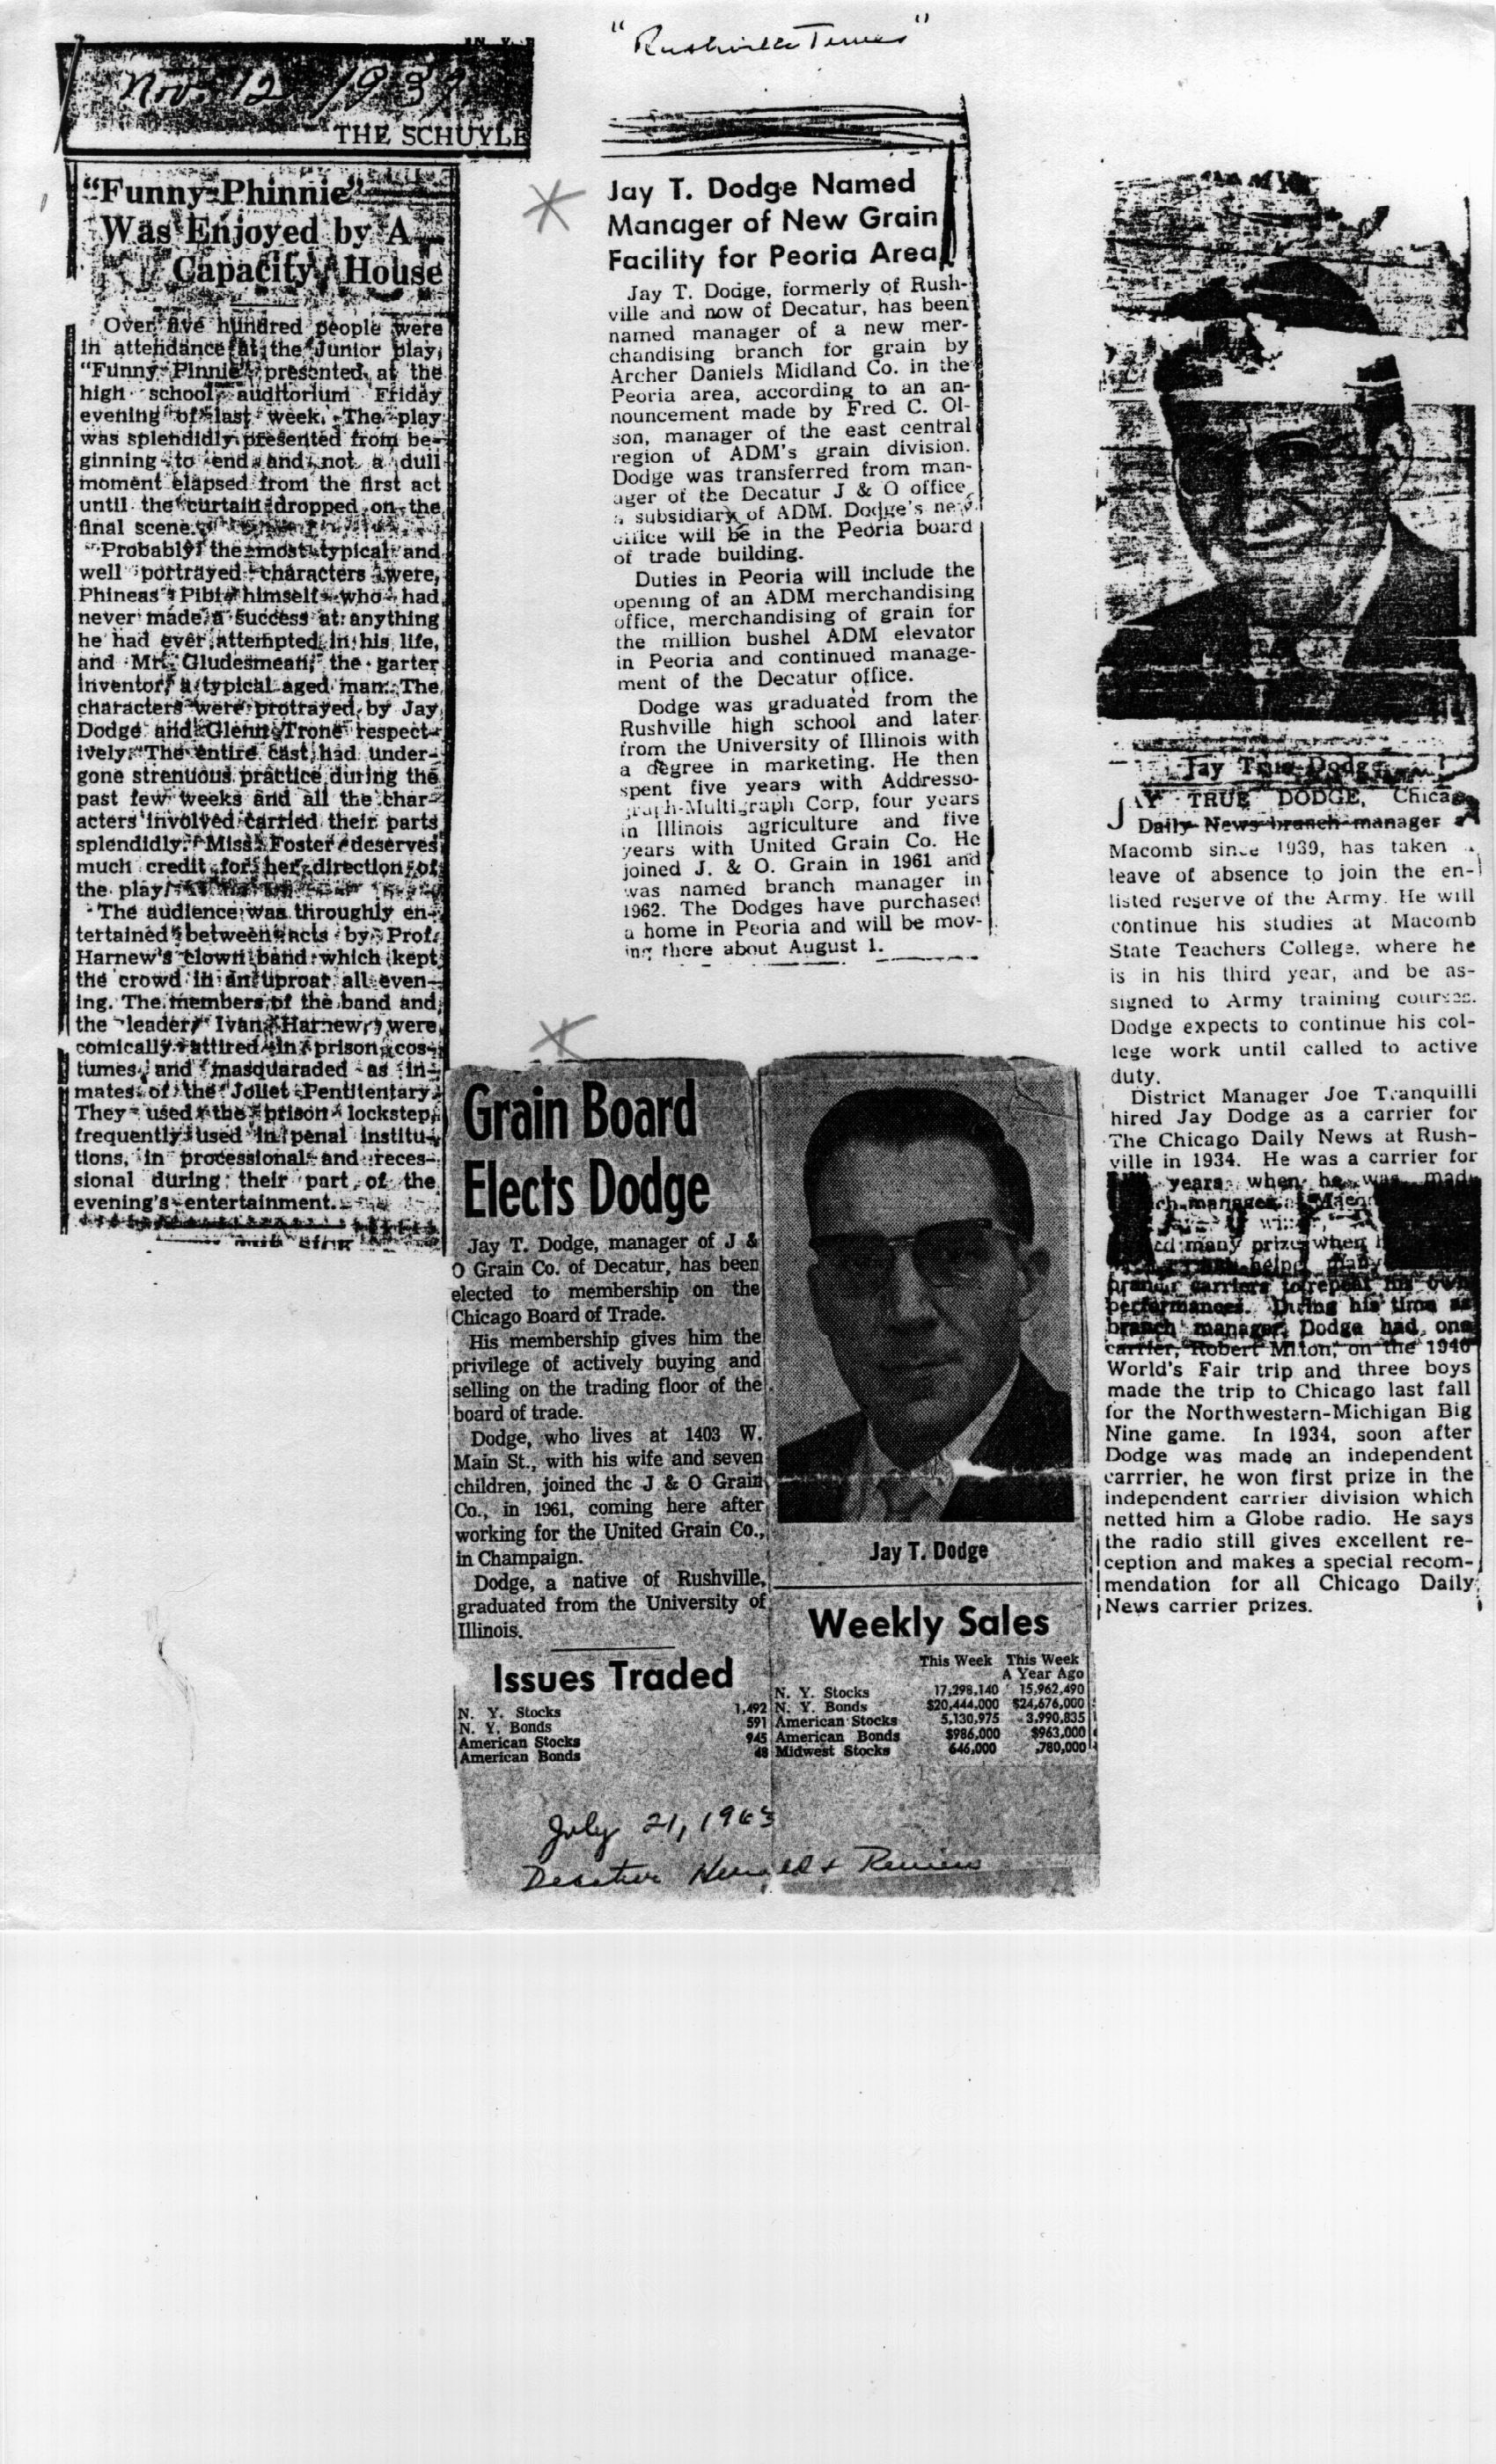 "Rushville Times"
Nov. 12 1937
THE SCHUYLE
"Funny Phinnie"
Was Enjoyed by A
Capacity House
Over five hundred people were
in attendance at the Junior play,
"Funny Pinnie" presented at the
high school auditorium Friday
evening of last week. The play
was splendidly presented from be-
ginning to end and not a dull
moment elapsed from the first act
until the curtain dropped on the
final scene.
Probably the most typical and
well portrayed characters were,
Phineas Pibi himself who had
never made a success at anything
he had ever attempted in his life,
and Mr. Gludesmean, the garter
inventor, a typical aged man. The
characters were protrayed by Jay
Dodge and Glenn Trone respect-
ively. The entire cast had under-
gone strenuous practice during the
past few weeks and all the char-
acters involved carried their parts
splendidly. Miss Foster deserves
much credit for her direction of
the play.
The audience was throughly en-
tertained between acts by Prof.
Harnew's clown band which kept
the crowd in an uproar all even-
ing. The members of the band and
the leader, Ivan Harnew, were
comically attired in prison cos-
tumes and masquaraded as in-
mates of the Joliet Pentitentary.
They used the prison lockstep,
frequently used in penal institu-
tions, in processional and reces-
sional during their part of the
evening's entertainment.
Jay T. Dodge Named
Manager of New Grain
Facility for Peoria Area
Jay T. Dodge, formerly of Rush-
ville and now of Decatur, has been
named manager of a new mer-
chandising branch for grain by
Archer Daniels Midland Co. in the
Peoria area, according to an an-
nouncement made by Fred C. Ol-
son, manager of the east central
region of ADM's grain division.
Dodge was transferred from man-
ager of the Decatur J & O office,
a subsidiary of ADM. Dodge's new
office will be in the Peoria board
of trade building.
Duties in Peoria will include the
opening of an ADM merchandising
office, merchandising of grain for
the million bushel ADM elevator
in Peoria and continued manage-
ment of the Decatur office.
Dodge was graduated from the
Rushville high school and later
from the University of Illinois with
a degree in marketing. He then
spent five years with Addresso-
graph-Multigraph Corp, four years
in Illinois agriculture and five
years with United Grain Co. He
joined J. & O. Grain in 1961 and
was named branch manager in
1962. The Dodges have purchased
a home in Peoria and will be mov-
ing there about August 1.
Grain Board
Elects Dodge
Jay T. Dodge, manager of J &
O Grain Co. of Decatur, has been
elected to membership on the
Chicago Board of Trade.
His membership gives him the
privilege of actively buying and
selling on the trading floor of the
board of trade.
Dodge, who lives at 1403 W.
Main St., with his wife and seven
children, joined the J & O Grain
Co., in 1961, coming here after
working for the United Grain Co.,
in Champaign.
Dodge, a native of Rushville,
graduated from the University of
Illinois.
Issues Traded
N. Y. Stocks 1,492
N. Y. Bonds 591
American Stocks 945
American Bonds 48
Jay T. Dodge
Weekly Sales
This Week This Week
A Year Ago
N. Y. Stocks 17,298,140 15,962,490
N. Y. Bonds $20,444,000 $24,676,000
American Stocks 5,130,975 3,990,835
American Bonds $986,000 $963,000
Midwest Stocks 646,000 780,000
July 21, 1963
Decatur Herald & Review
Jay True Dodge
JAY TRUE DODGE, Chicago
Daily News branch manager
Macomb since 1939, has taken
leave of absence to join the en-
listed reserve of the Army. He will
continue his studies at Macomb
State Teachers College, where he
is in his third year, and be as-
signed to Army training courses.
Dodge expects to continue his col-
lege work until called to active
duty.
District Manager Joe Tranquilli
hired Jay Dodge as a carrier for
The Chicago Daily News at Rush-
ville in 1934. He was a carrier for
years when he was made
manager
many prizes when
helped many
branch carriers to repeat his own
performances. During his time as
branch manager, Dodge had one
carrier, Robert Milton, on the 1940
World's Fair trip and three boys
made the trip to Chicago last fall
for the Northwestern-Michigan Big
Nine game. In 1934, soon after
Dodge was made an independent
carrrier, he won first prize in the
independent carrier division which
netted him a Globe radio. He says
the radio still gives excellent re-
ception and makes a special recom-
mendation for all Chicago Daily
News carrier prizes.